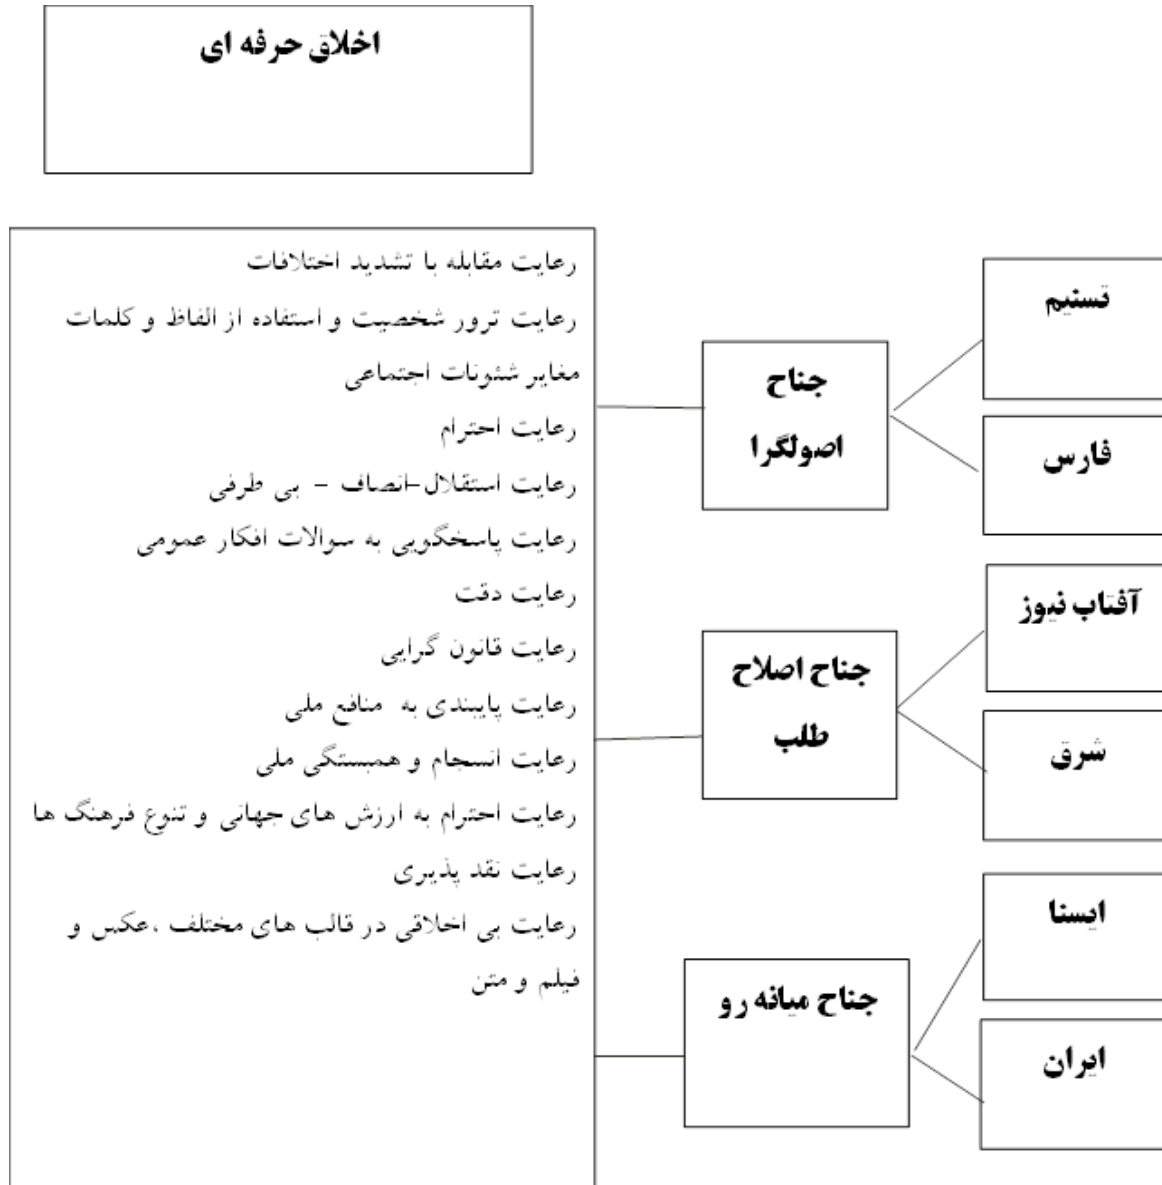 اخلاق حرفه ای
تسنیم
فارس
جناح
اصولگرا
آفتاب نیوز
شرق
جناح اصلاح
طلب
ایسنا
ایران
جناح میانه رو
رعایت مقابله با تشدید اختلافات
رعایت ترور شخصیت و استفاده از الفاظ و کلمات
مغایر شئونات اجتماعی
رعایت احترام
رعایت استقلال-انصاف - بی طرفی
رعایت پاسخگویی به سوالات افکار عمومی
رعایت دقت
رعایت قانون گرایی
رعایت پایبندی به منافع ملی
رعایت انسجام و همبستگی ملی
رعایت احترام به ارزش های جهانی و تنوع فرهنگ ها
رعایت نقد پذیری
رعایت بی اخلاقی در قالب های مختلف ،عکس و
فیلم و متن